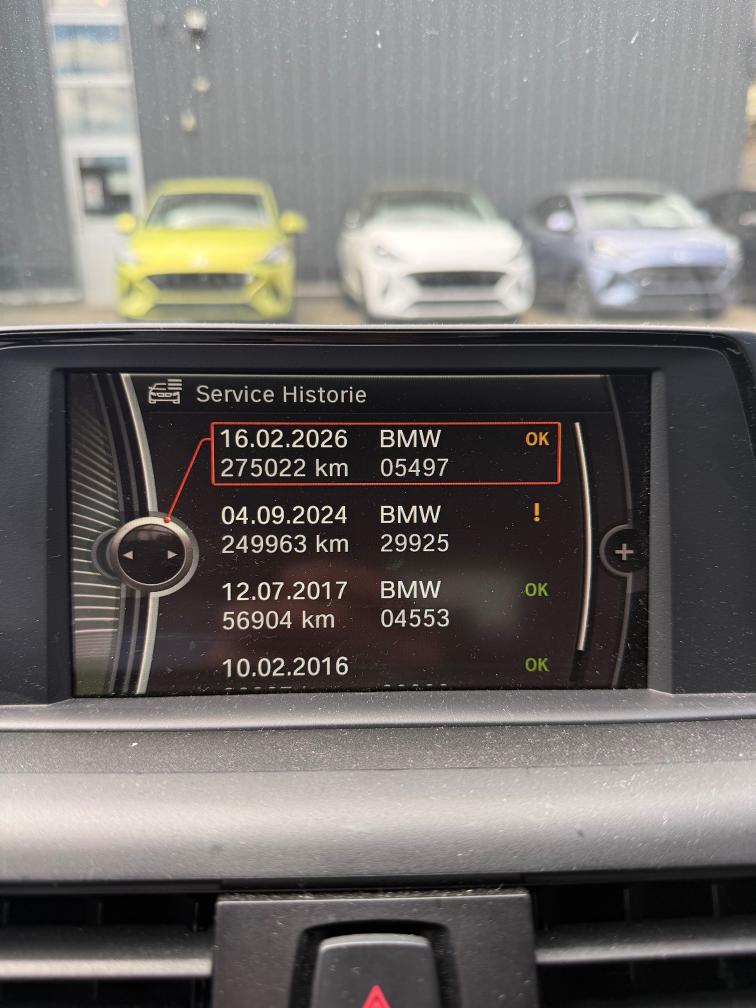 Service Historie
16.02.2026 BMW OK
275022 km 05497
04.09.2024 BMW !
249963 km 29925
12.07.2017 BMW OK
56904 km 04553
10.02.2016 OK